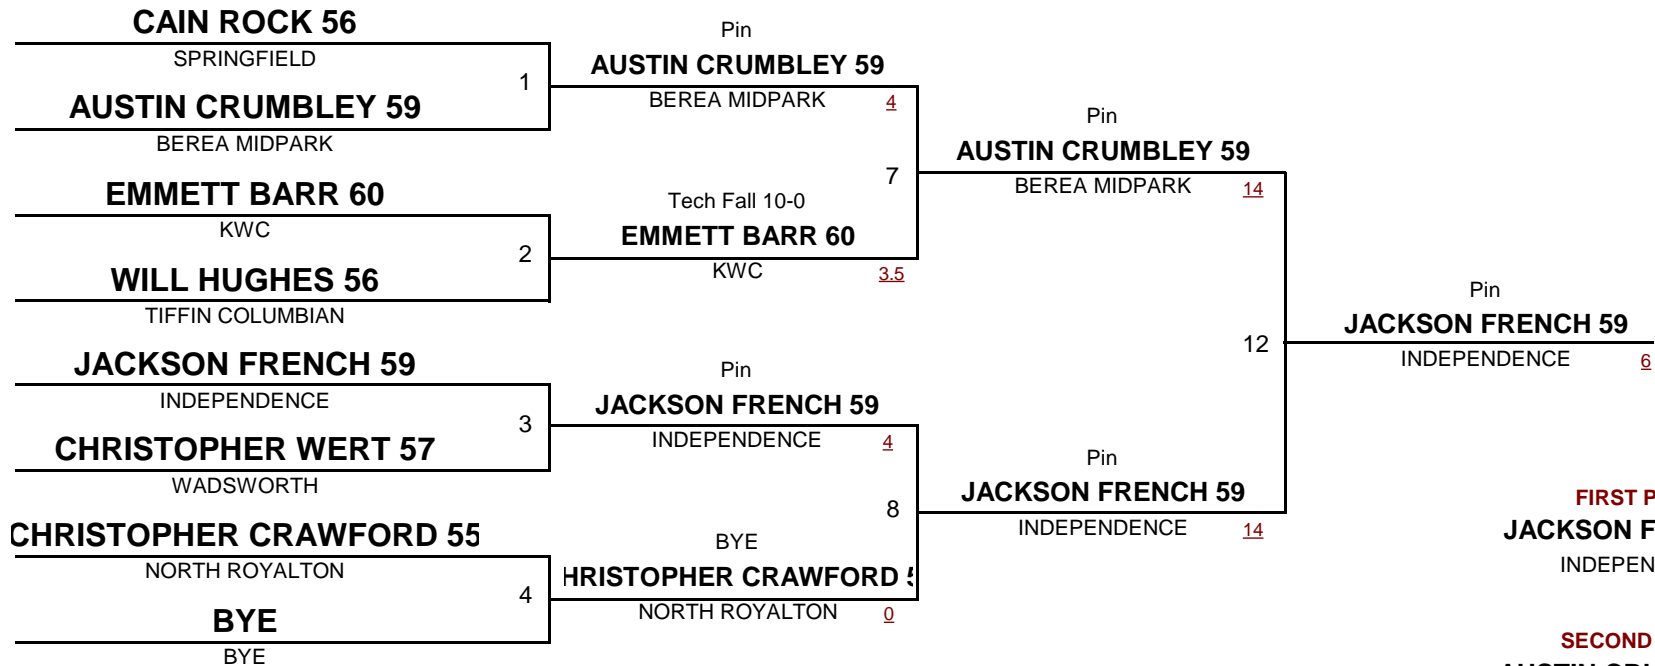 CAIN ROCK 56
SPRINGFIELD
1
AUSTIN CRUMBLEY 59
BEREA MIDPARK
EMMETT BARR 60
KWC
2
WILL HUGHES 56
TIFFIN COLUMBIAN
JACKSON FRENCH 59
INDEPENDENCE
3
CHRISTOPHER WERT 57
WADSWORTH
CHRISTOPHER CRAWFORD 55
NORTH ROYALTON
4
BYE
BYE
Pin
AUSTIN CRUMBLEY 59
BEREA MIDPARK 4
7
Tech Fall 10-0
EMMETT BARR 60
KWC 3.5
Pin
JACKSON FRENCH 59
INDEPENDENCE 4
8
BYE
HRISTOPHER CRAWFORD 5
NORTH ROYALTON 0
Pin
AUSTIN CRUMBLEY 59
BEREA MIDPARK 14
12
Pin
JACKSON FRENCH 59
INDEPENDENCE 14
Pin
JACKSON FRENCH 59
INDEPENDENCE 6
FIRST P
JACKSON F
INDEPEN
SECOND